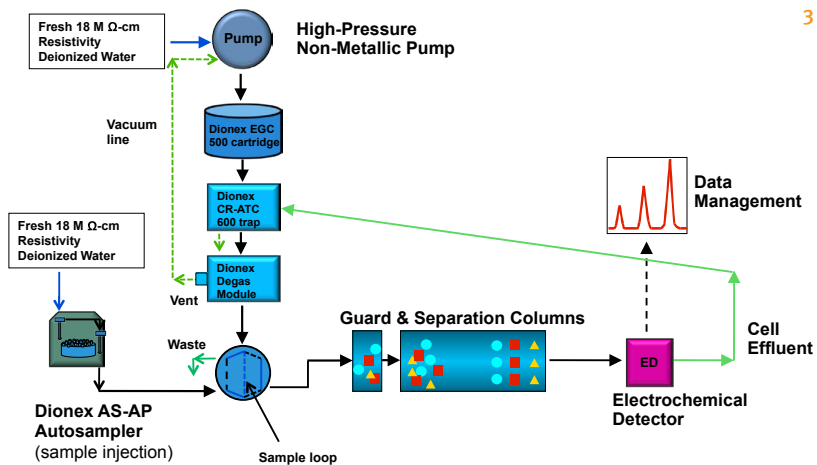 3
Fresh 18 M Ω-cm
Resistivity
Deionized Water
Pump
High-Pressure
Non-Metallic Pump
Vacuum
line
Dionex EGC
500 cartridge
Dionex
CR-ATC
600 trap
Data
Management
Fresh 18 M Ω-cm
Resistivity
Deionized Water
Dionex
Degas
Module
Vent
Guard & Separation Columns
Waste
Cell
Effluent
ED
Electrochemical
Detector
Dionex AS-AP
Autosampler
(sample injection)
Sample loop